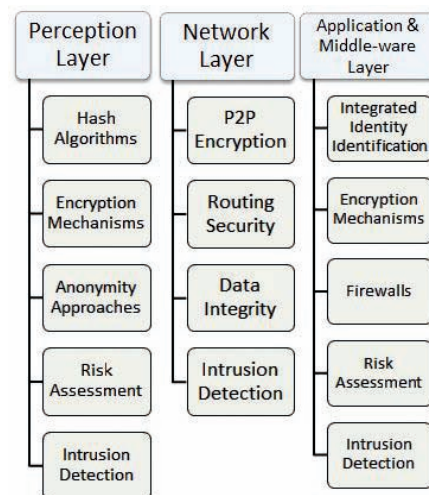 Perception
Layer
Hash
Algorithms
Encryption
Mechanisms
Anonymity
Approaches
Risk
Assessment
Intrusion
Detection
Network
Layer
P2P
Encryption
Routing
Security
Data
Integrity
Intrusion
Detection
Application &
Middle-ware
Layer
Integrated
Identity
Identification
Encryption
Mechanisms
Firewalls
Risk
Assessment
Intrusion
Detection